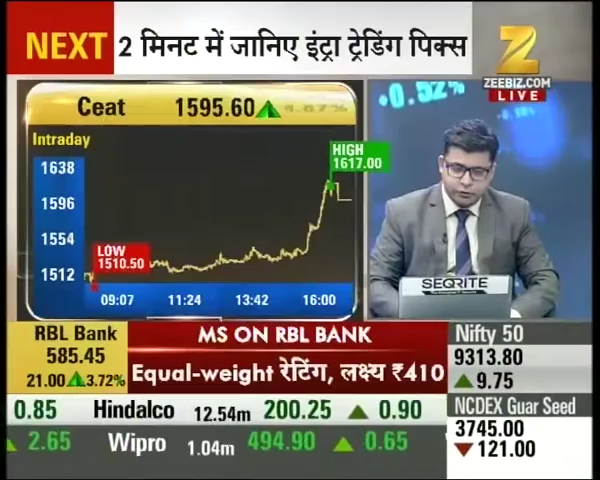 NEXT
2 मिनट में जानिए इंट्रा ट्रेडिंग पिक्स
ZEEBIZ.COM
LIVE
Ceat 1595.60
+0.52%
Intraday
HIGH
1617.00
1638
1596
1554
1512
LOW
1510.50
09:07 11:24 13:42 16:00
SEQRITE
RBL Bank
585.45
21.00 3.72%
MS ON RBL BANK
Equal-weight रेटिंग, लक्ष्य ₹410
Nifty 50
9313.80
9.75
NCDEX Guar Seed
3745.00
121.00
0.85 Hindalco 12.54m 200.25 0.90
2.65 Wipro 1.04m 494.90 0.65